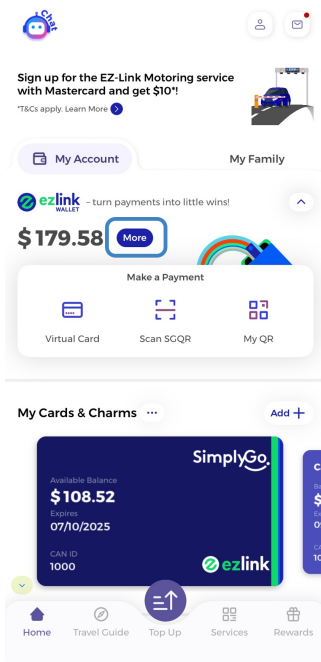 Chat
Sign up for the EZ-Link Motoring service
with Mastercard and get $10*!
*T&Cs apply. Learn More
My Account
My Family
ezlink
WALLET
– turn payments into little wins!
$179.58
More
Make a Payment
Virtual Card
Scan SGQR
My QR
My Cards & Charms
Add
SimplyGo.
Available Balance
$108.52
Expires
07/10/2025
CAN ID
1000
ezlink
Home
Travel Guide
Top Up
Services
Rewards